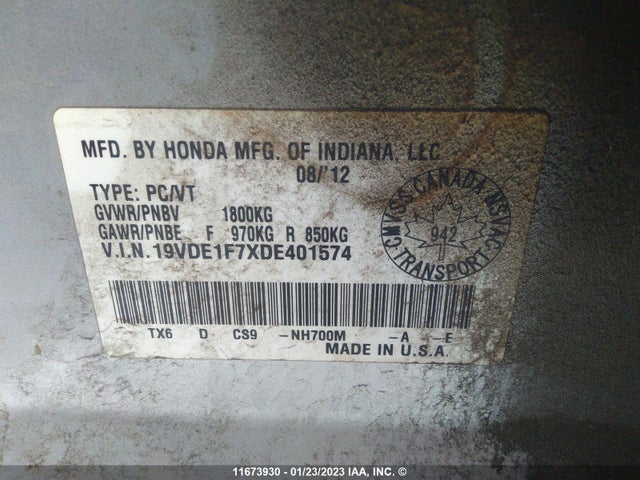 MFD. BY HONDA MFG. OF INDIANA, LLC
08/'12
TYPE: PC/VT
GVWR/PNBV 1800KG
GAWR/PNBE F 970KG R 850KG
V.I.N. 19VDE1F7XDE401574
CMVSS. CANADA. NSVAC
942
TRANSPORT
TX6 D CS9 -NH700M -A -E
MADE IN U.S.A.
11673930 - 01/23/2023 IAA, INC. ©